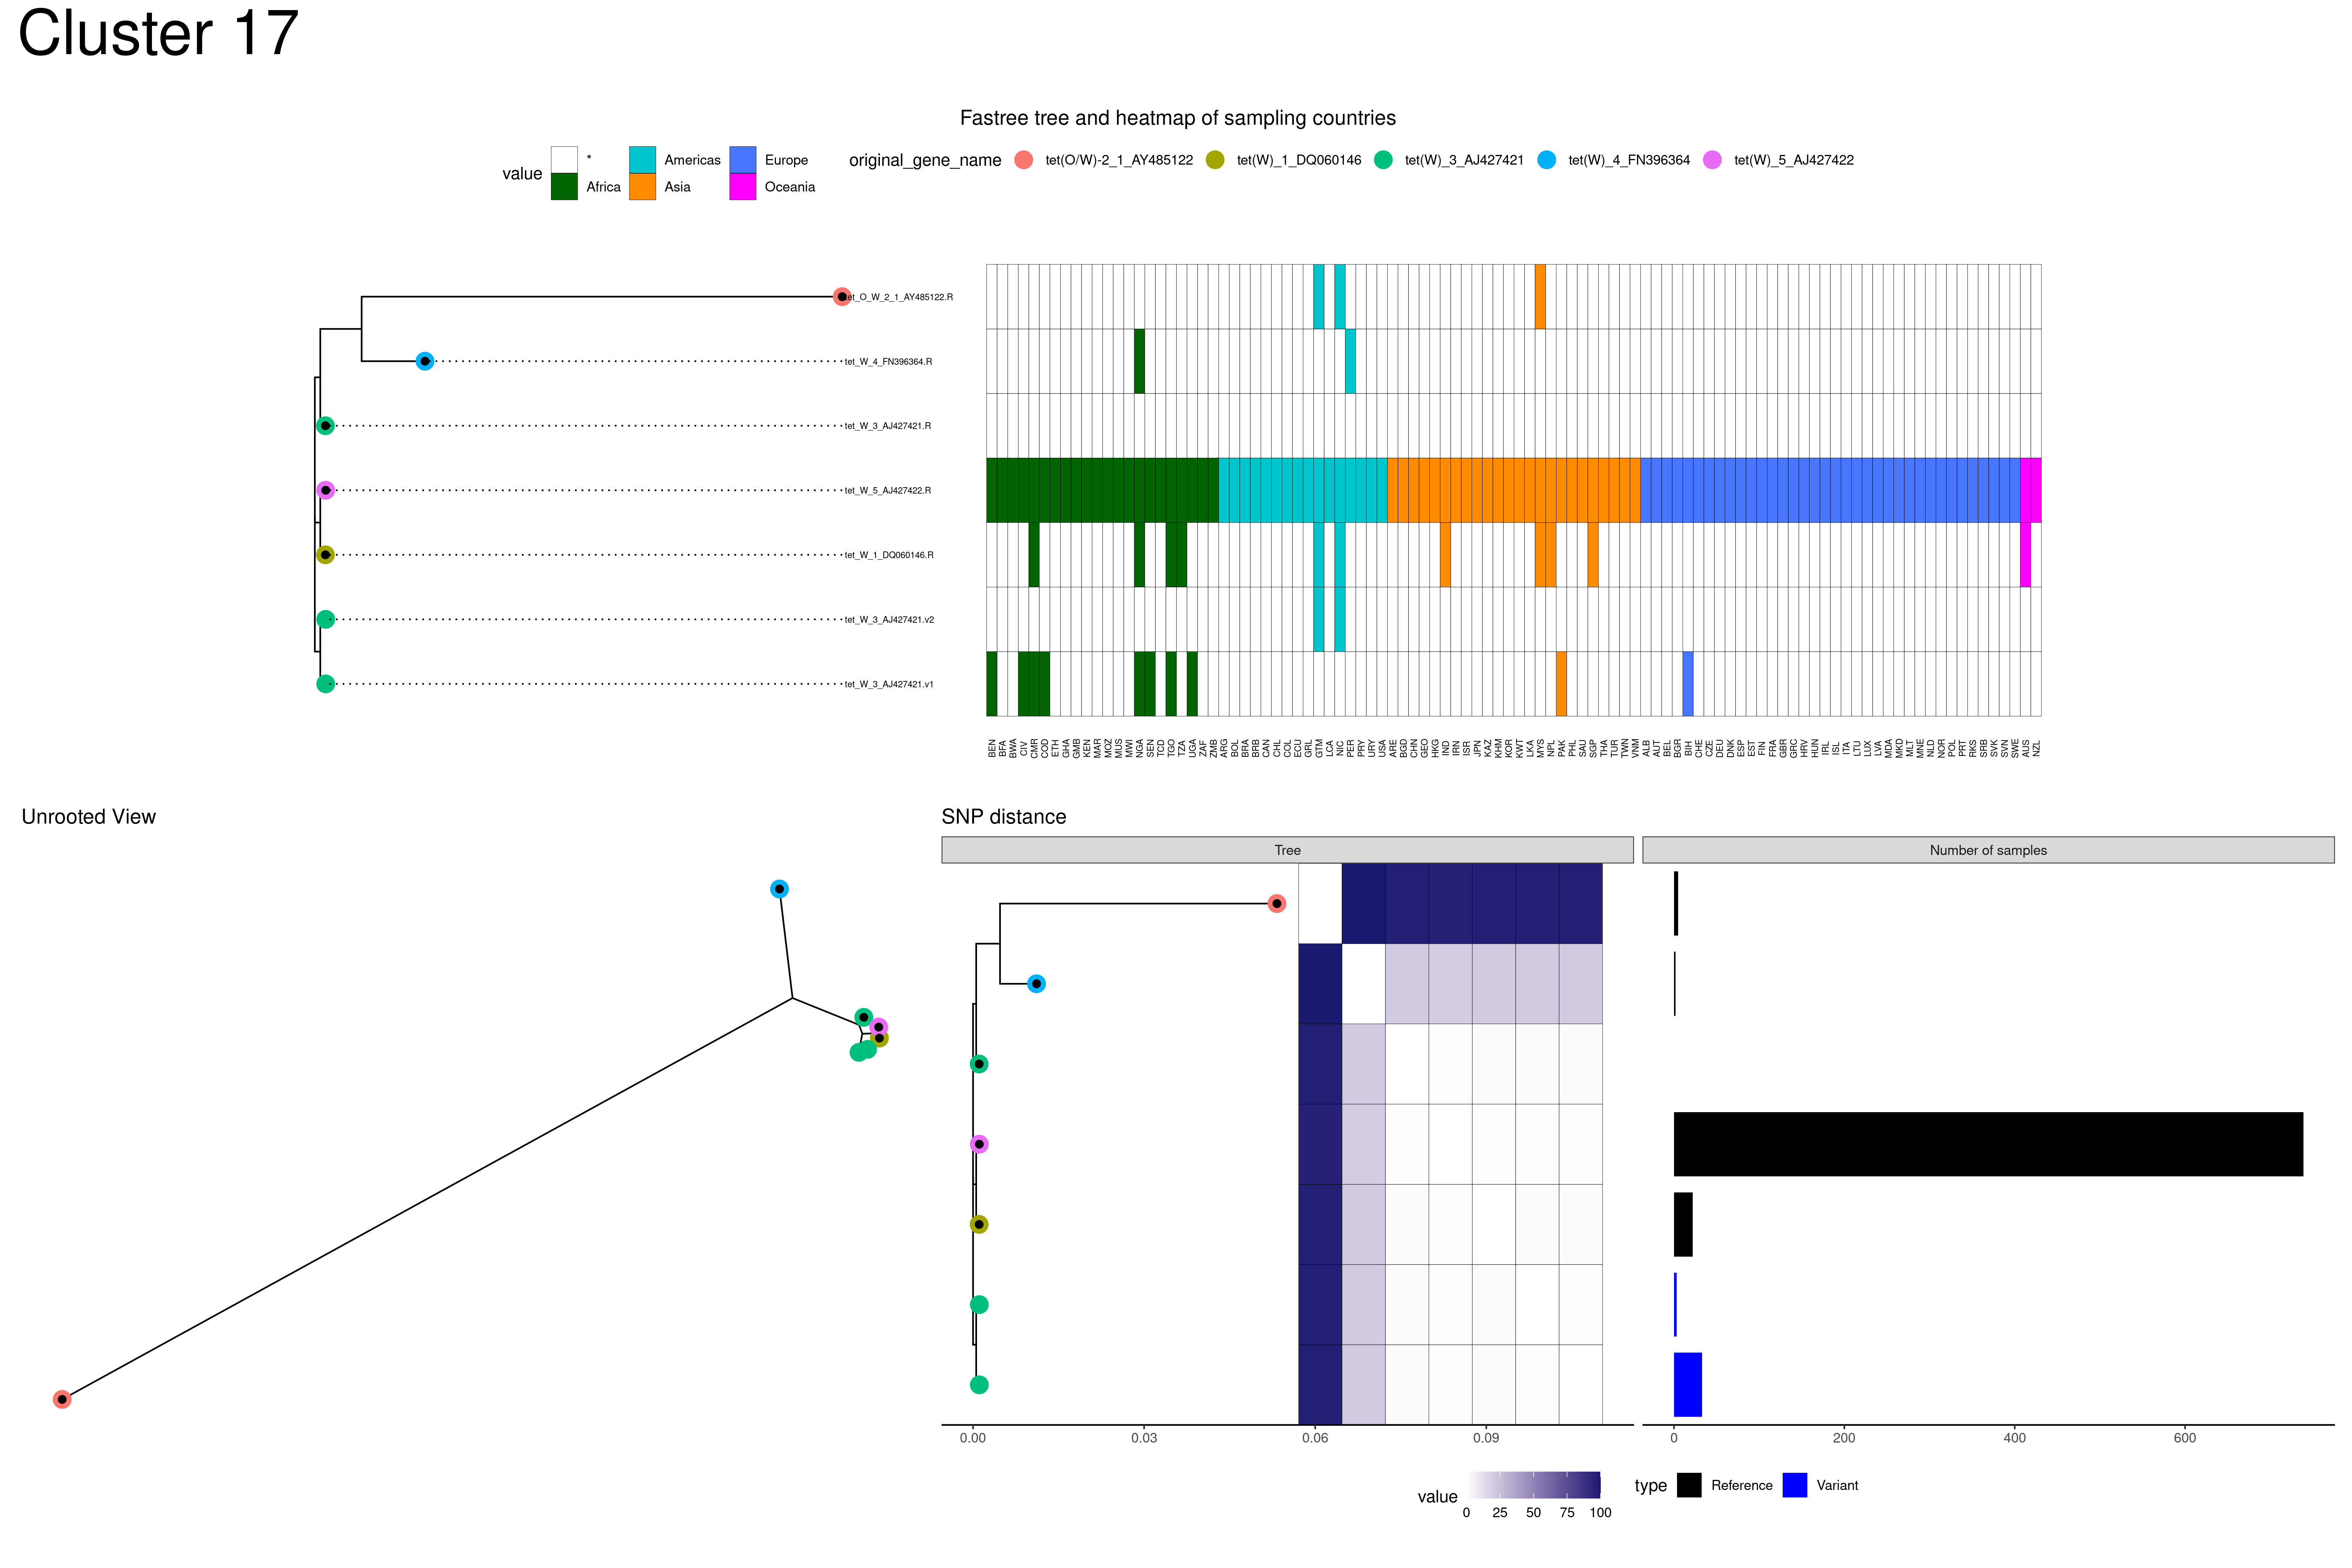 Cluster 17
Fastree tree and heatmap of sampling countries
value * Americas Europe original_gene_name tet(O/W)-2_1_AY485122 tet(W)_1_DQ060146 tet(W)_3_AJ427421 tet(W)_4_FN396364 tet(W)_5_AJ427422
Africa Asia Oceania
tet_O_W_2_1_AY485122.R
tet_W_4_FN396364.R
tet_W_3_AJ427421.R
tet_W_5_AJ427422.R
tet_W_1_DQ060146.R
tet_W_3_AJ427421.v2
tet_W_3_AJ427421.v1
BEN BFA BWA CIV CMR COD ETH GHA GMB KEN MAR MOZ MUS MWI NGA SEN TCD TGO TZA UGA ZAF ZMB ARG BOL BRA BRB CAN CHL COL ECU GRL GTM LCA NIC PER PRY URY USA ARE BGD CHN GEO HKG IND IRN ISR JPN KAZ KHM KOR KWT LKA MYS NPL PAK PHL SAU SGP THA TUR TWN VNM ALB AUT BEL BGR BIH CHE CZE DEU DNK ESP EST FIN FRA GBR GRC HRV HUN IRL ISL ITA LTU LUX LVA MDA MKD MLT MNE NLD NOR POL PRT RKS SRB SVK SVN SWE AUS NZL
Unrooted View
SNP distance
Tree
Number of samples
0.00 0.03 0.06 0.09
0 200 400 600
value 0 25 50 75 100
type Reference Variant